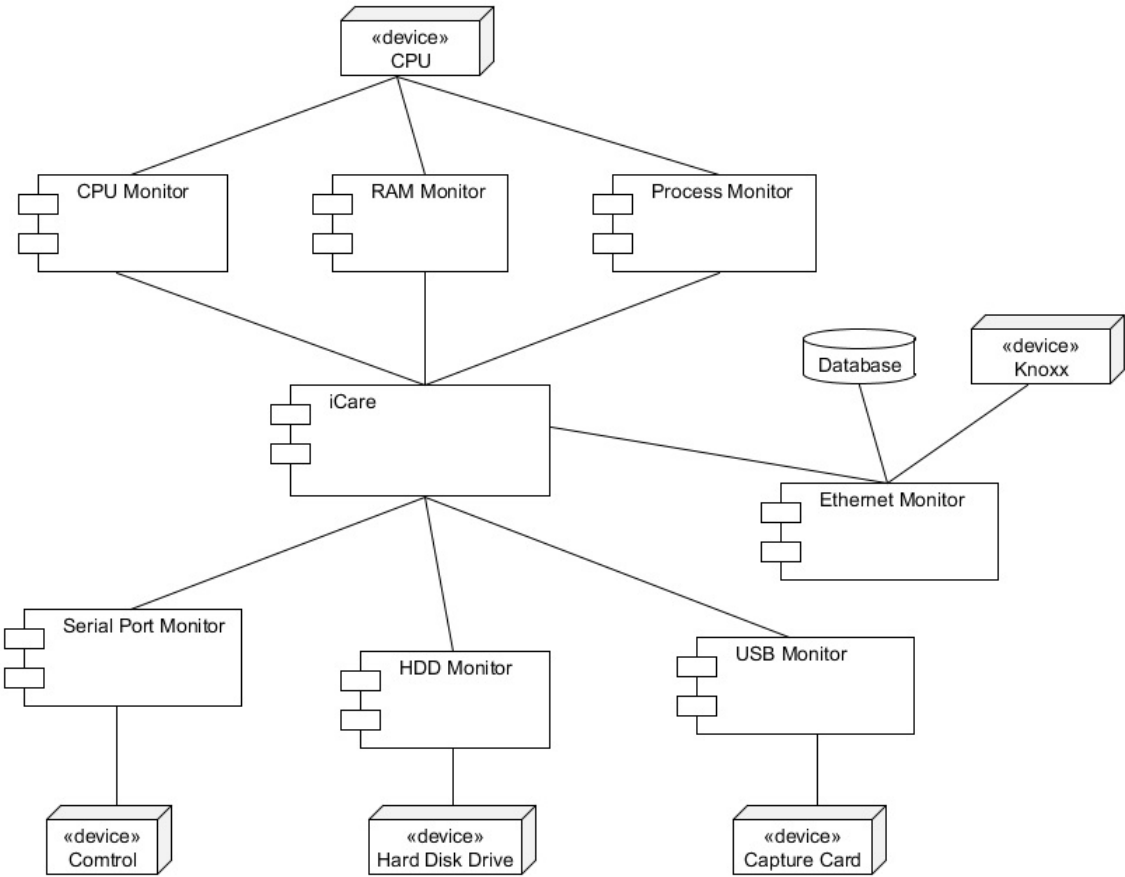 «device»
CPU
CPU Monitor
RAM Monitor
Process Monitor
Database
«device»
Knoxx
iCare
Ethernet Monitor
Serial Port Monitor
HDD Monitor
USB Monitor
«device»
Comtrol
«device»
Hard Disk Drive
«device»
Capture Card